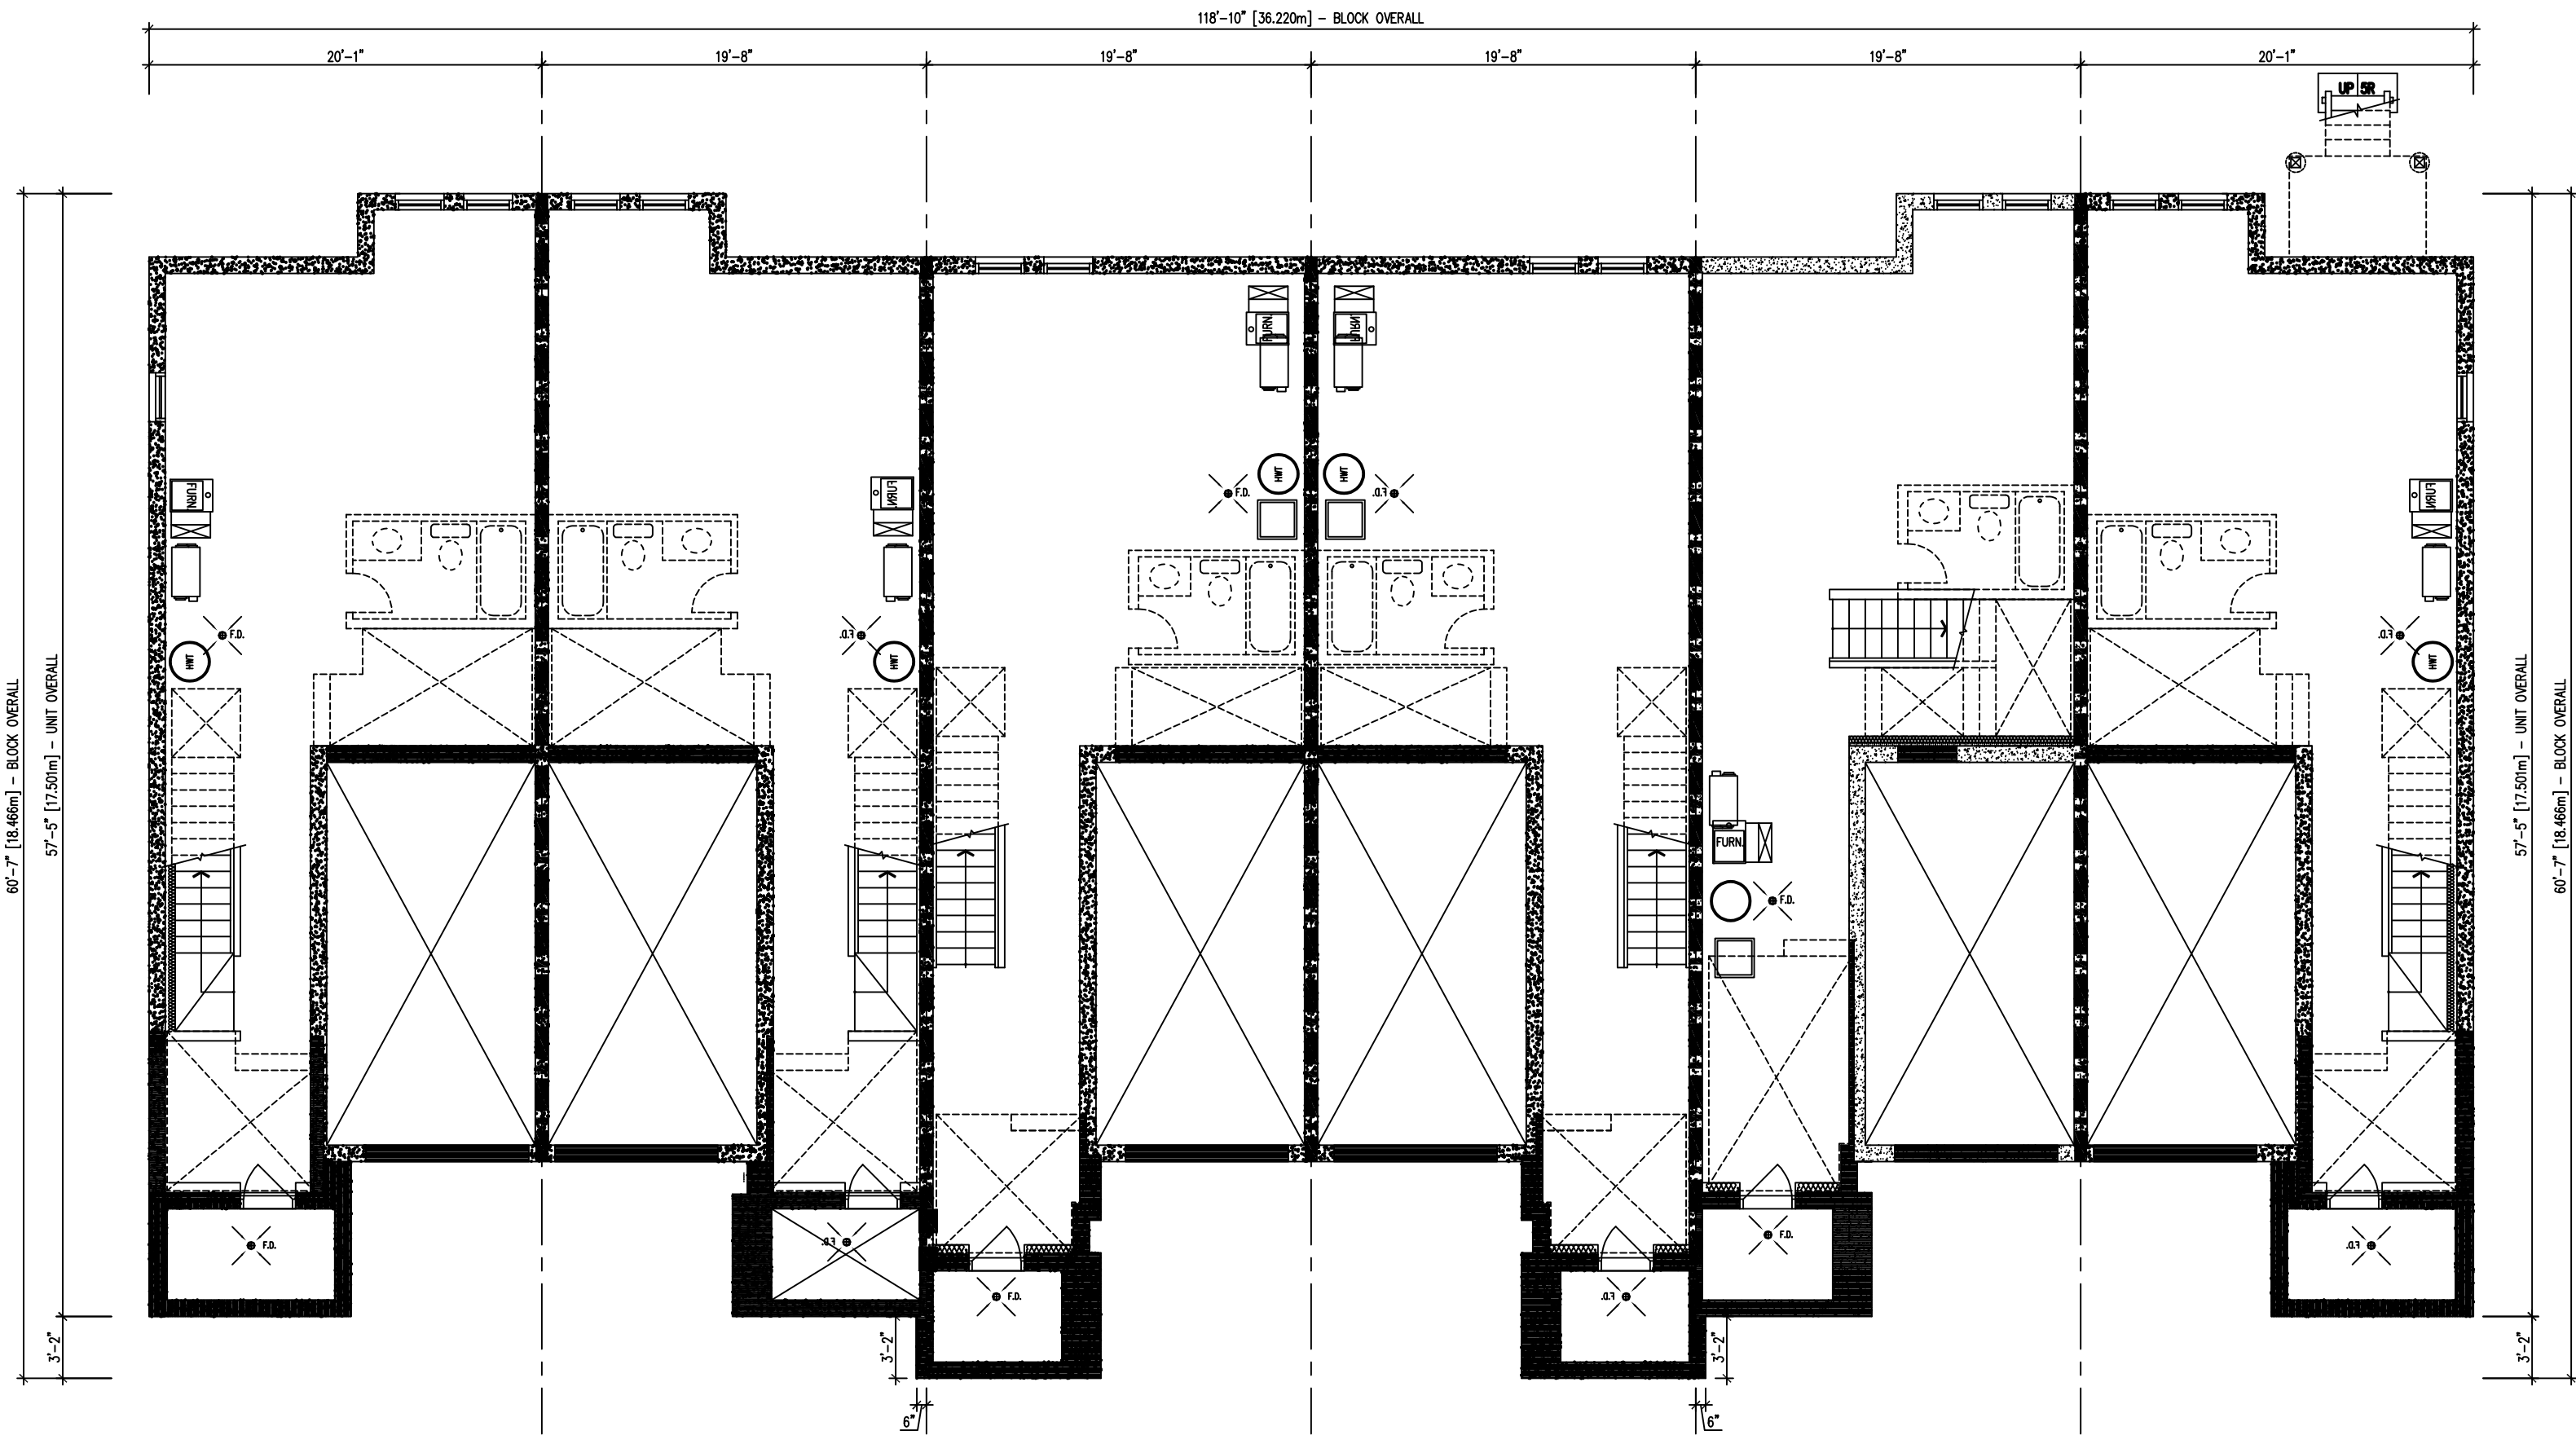 118'-10" [36.220m] - BLOCK OVERALL
20'-1"
19'-8"
19'-8"
19'-8"
19'-8"
20'-1"
UP 5R
FURN.
FURN.
HWT
HWT
F.D.
F.D.
FURN.
FURN.
FURN.
F.D.
F.D.
F.D.
HWT
HWT
HWT
60'-7" [18.466m] - BLOCK OVERALL
57'-5" [17.501m] - UNIT OVERALL
57'-5" [17.501m] - UNIT OVERALL
60'-7" [18.466m] - BLOCK OVERALL
FURN.
F.D.
F.D.
F.D.
F.D.
F.D.
F.D.
F.D.
3'-2"
3'-2"
3'-2"
3'-2"
6"
6"